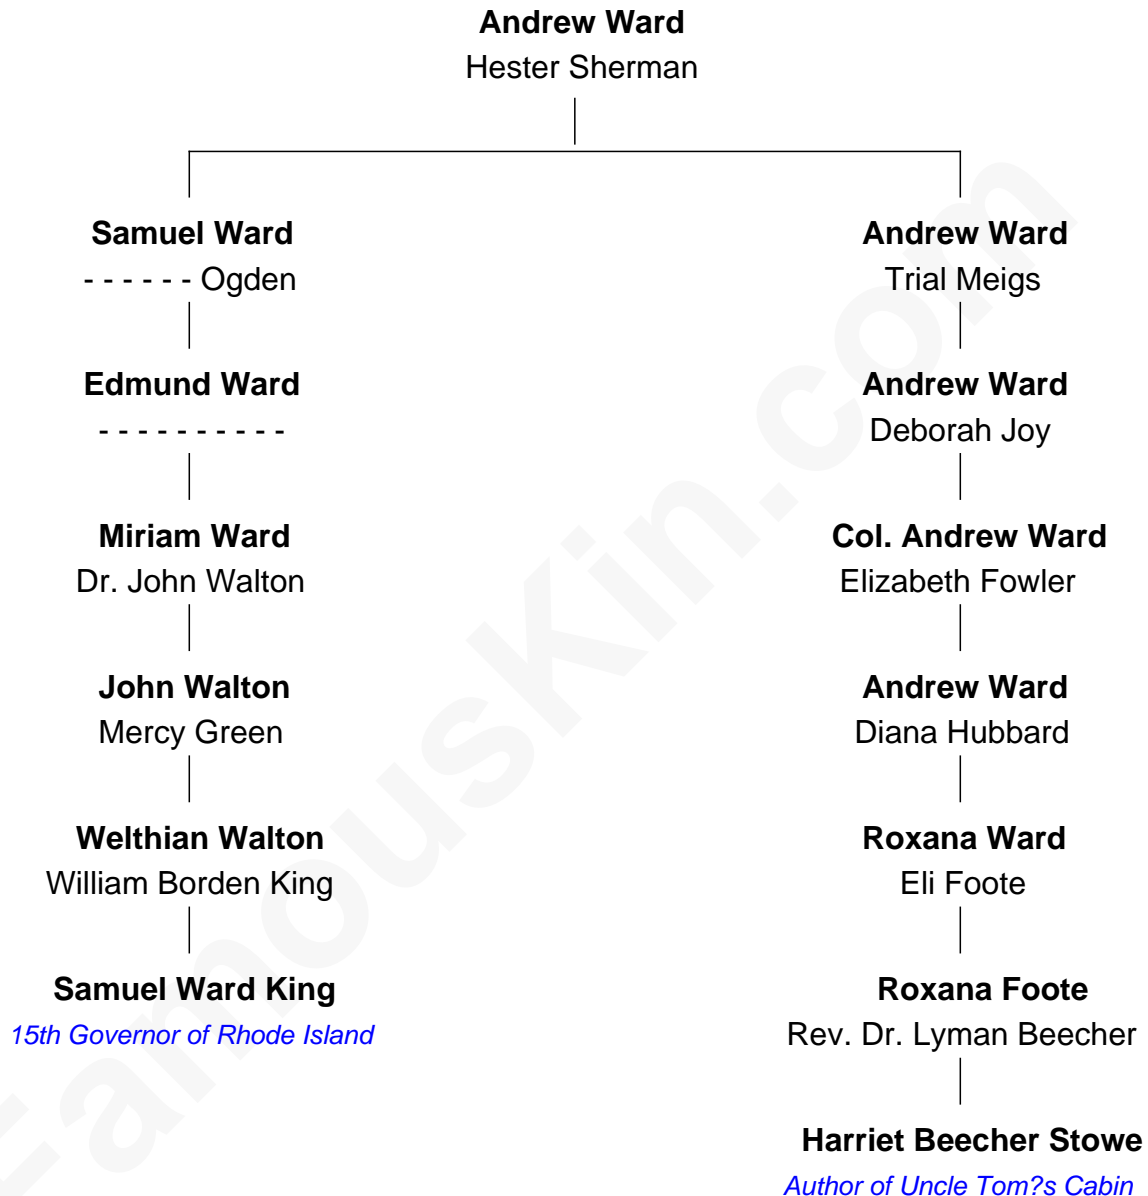 Andrew Ward
Hester Sherman
Samuel Ward
- - - - - - Ogden
Andrew Ward
Trial Meigs
Edmund Ward
- - - - - - - - - -
Andrew Ward
Deborah Joy
Miriam Ward
Dr. John Walton
Col. Andrew Ward
Elizabeth Fowler
John Walton
Mercy Green
Andrew Ward
Diana Hubbard
Welthian Walton
William Borden King
Roxana Ward
Eli Foote
Samuel Ward King
15th Governor of Rhode Island
Roxana Foote
Rev. Dr. Lyman Beecher
Harriet Beecher Stowe
Author of Uncle Tom?s Cabin
FamousKin.com